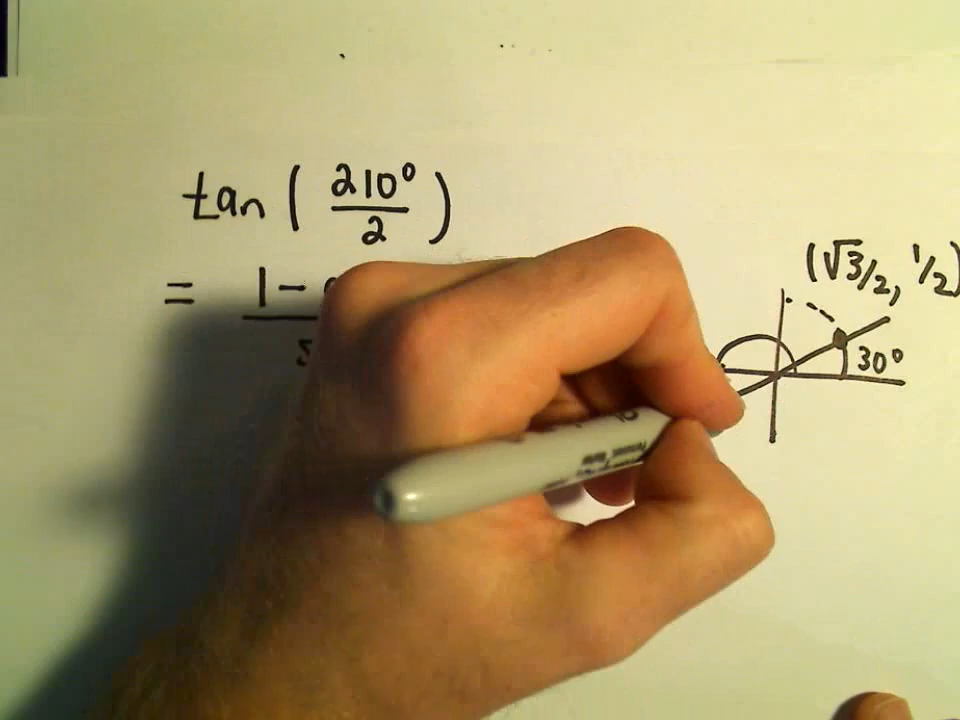 tan ( 210° / 2 )
= 1 -
(√3/2, 1/2)
30°